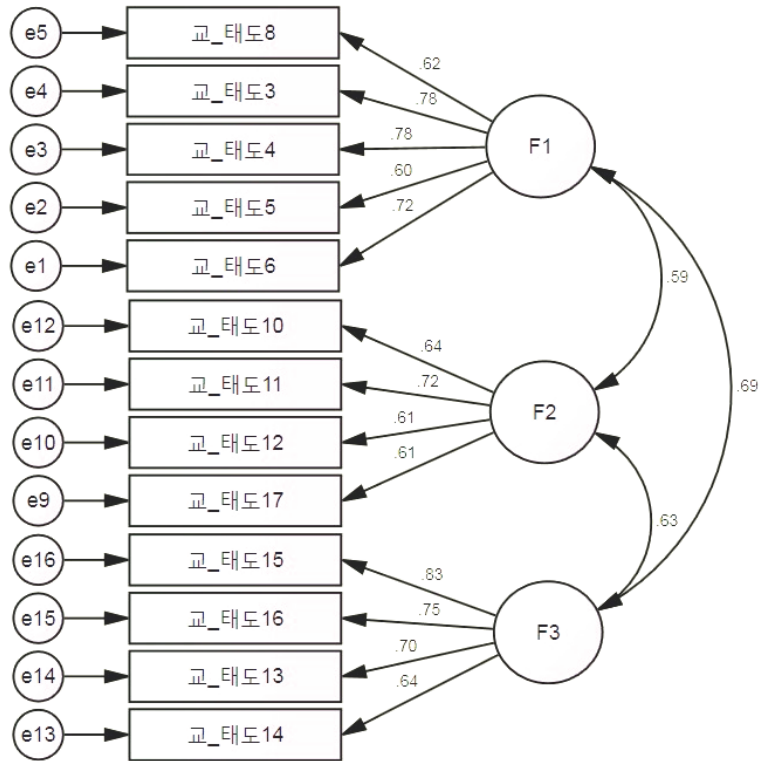 e5 교_태도8
.62
e4 교_태도3
.78
e3 교_태도4
.78
F1
e2 교_태도5
.60
e1 교_태도6
.72
.59
e12 교_태도10
.64
e11 교_태도11
.72
.69
F2
e10 교_태도12
.61
e9 교_태도17
.61
.63
e16 교_태도15
.83
e15 교_태도16
.75
F3
e14 교_태도13
.70
e13 교_태도14
.64